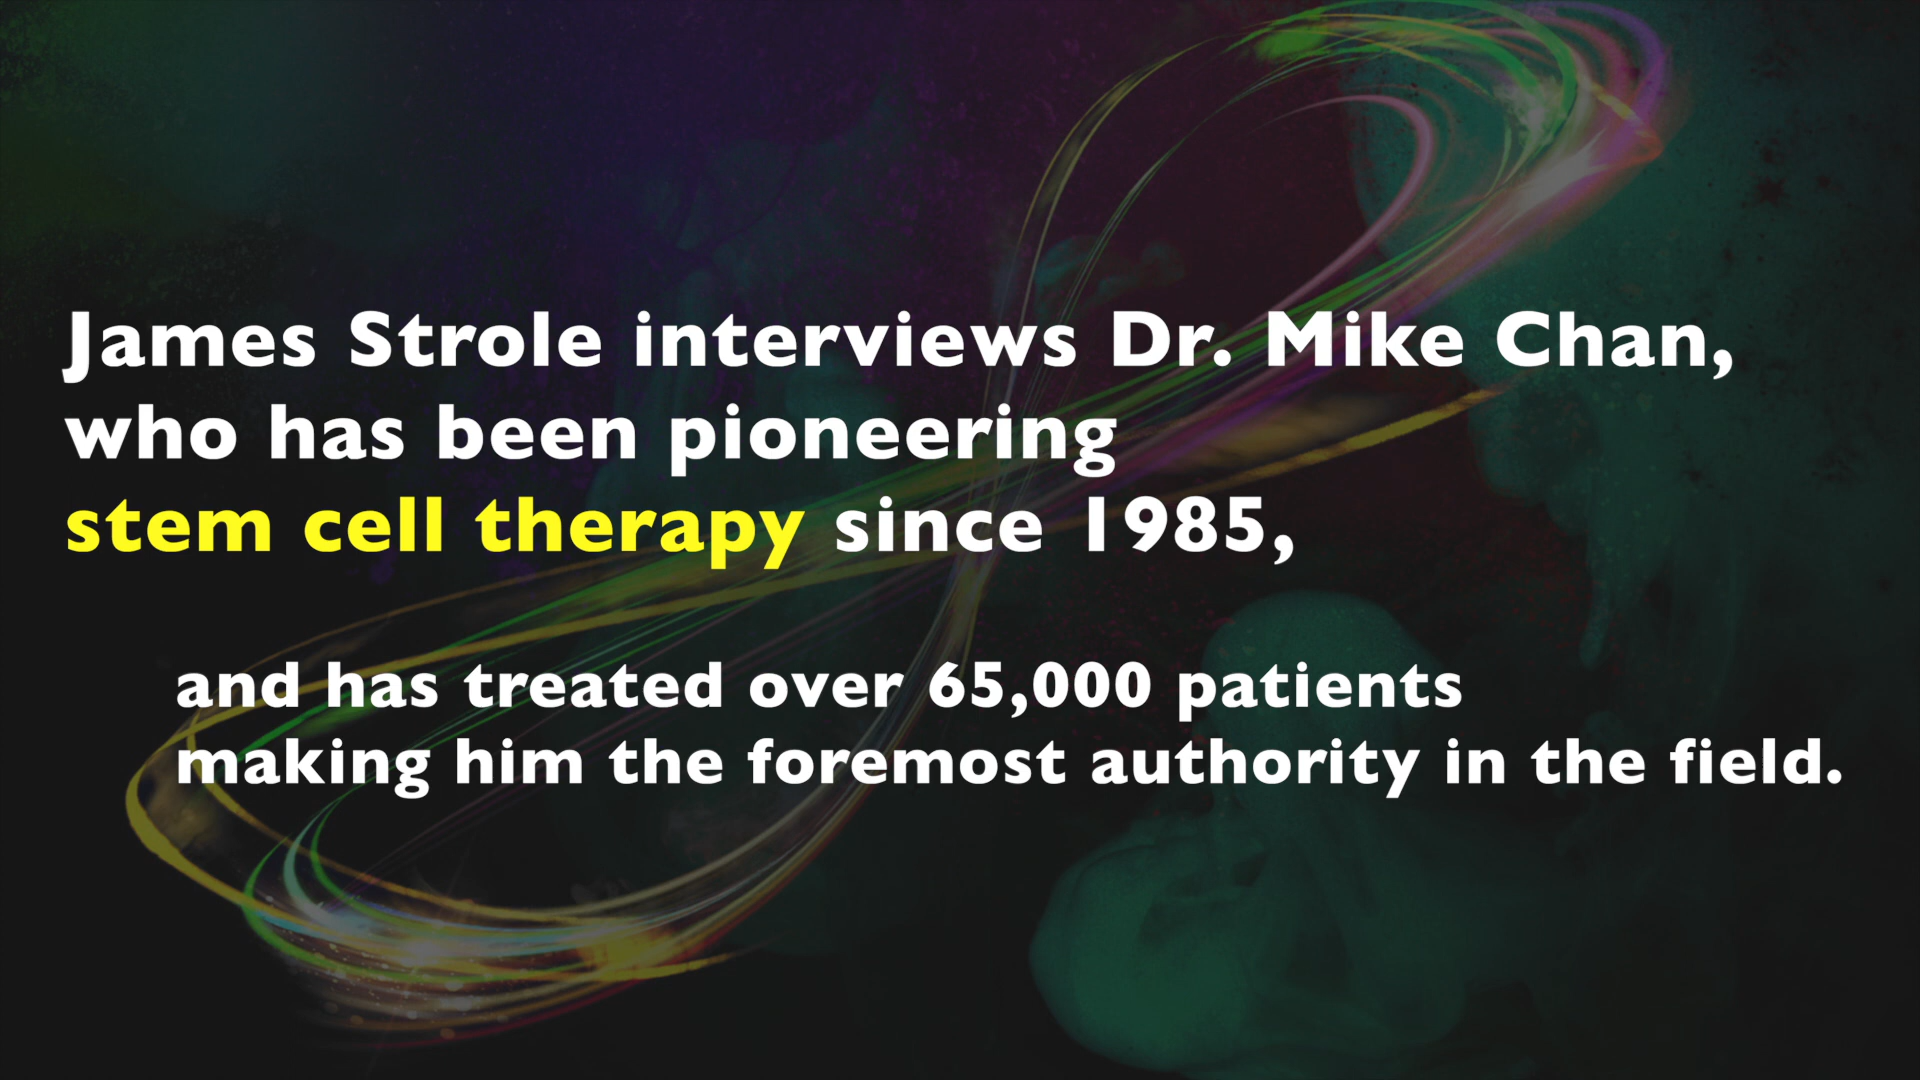 James Strole interviews Dr. Mike Chan,
who has been pioneering
stem cell therapy since 1985,
and has treated over 65,000 patients
making him the foremost authority in the field.